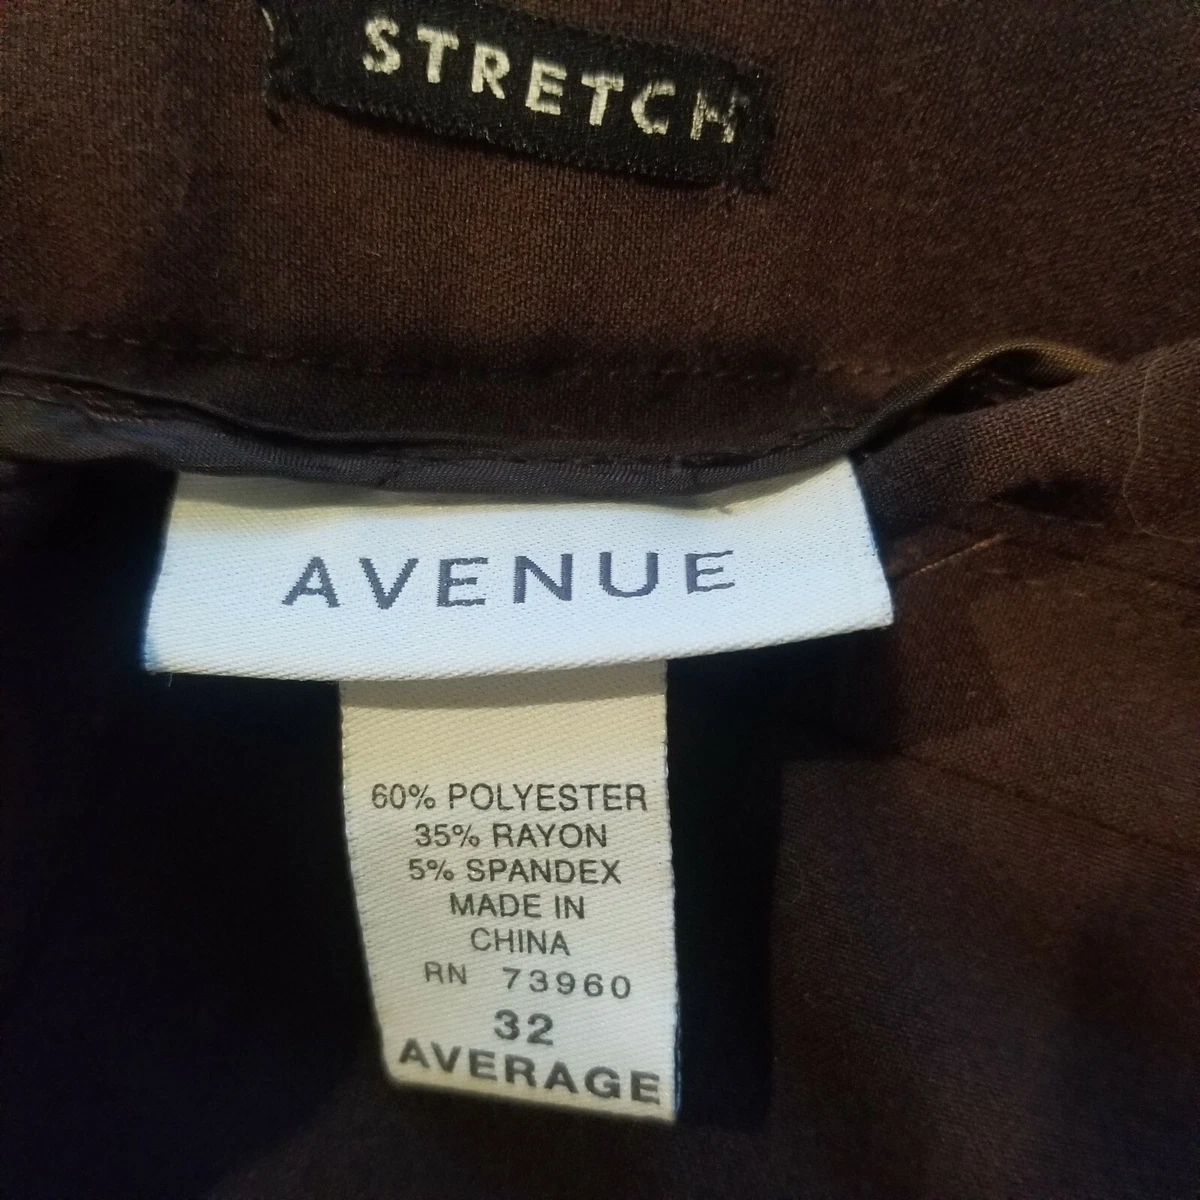 STRETCH
AVENUE
60% POLYESTER
35% RAYON
5% SPANDEX
MADE IN
CHINA
RN 73960
32
AVERAGE